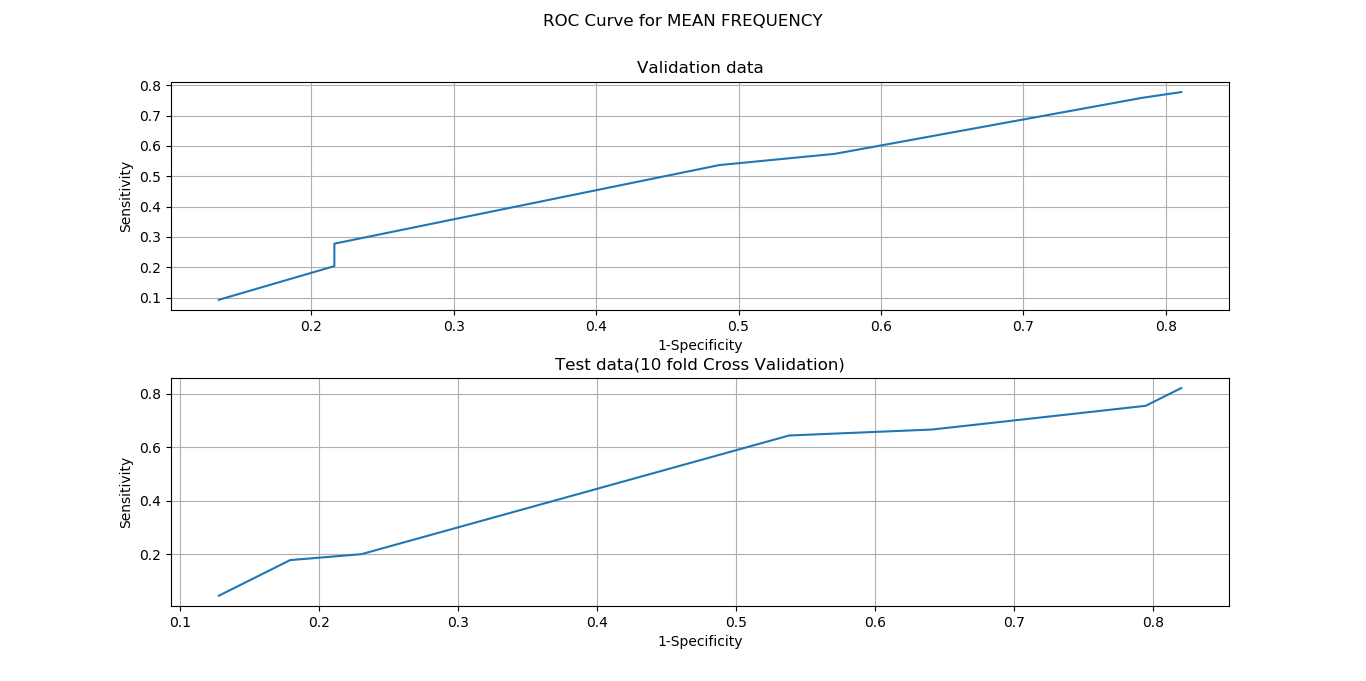 ROC Curve for MEAN FREQUENCY
Validation data
0.8
0.7
0.6
0.5
0.4
0.3
0.2
0.1
Sensitivity
0.2 0.3 0.4 0.5 0.6 0.7 0.8
1-Specificity
Test data(10 fold Cross Validation)
0.8
0.6
0.4
0.2
Sensitivity
0.1 0.2 0.3 0.4 0.5 0.6 0.7 0.8
1-Specificity